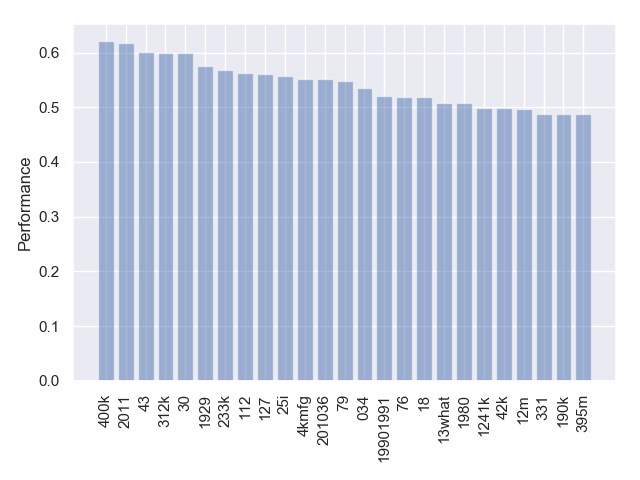 0.6
0.5
0.4
0.3
0.2
0.1
0.0
Performance
400k
2011
43
312k
30
1929
233k
112
127
25i
4kmfg
201036
79
034
19901991
76
18
13what
1980
1241k
42k
12m
331
190k
395m